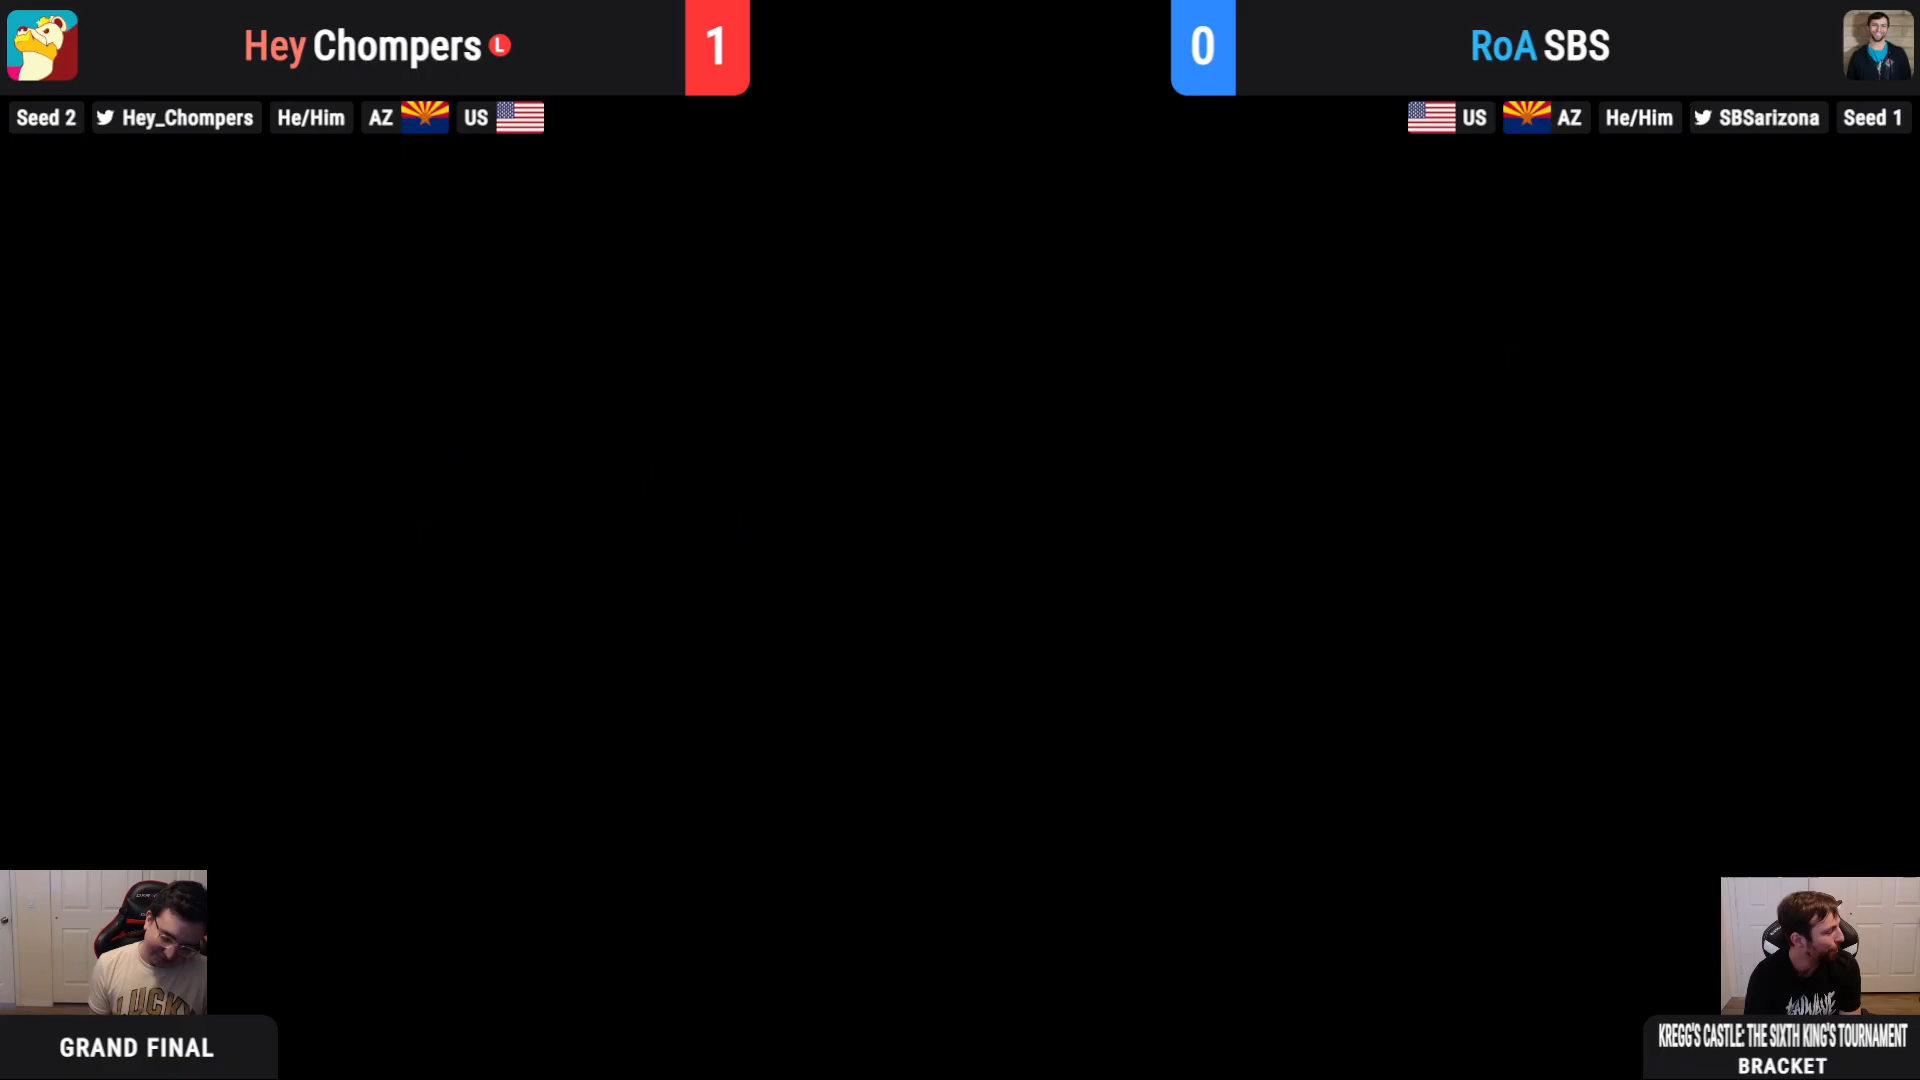 Hey Chompers L
1
0
RoA SBS
Seed 2
Hey_Chompers
He/Him
AZ
US
US
AZ
He/Him
SBSarizona
Seed 1
LUCKY
GRAND FINAL
KREGG'S CASTLE: THE SIXTH KING'S TOURNAMENT
BRACKET